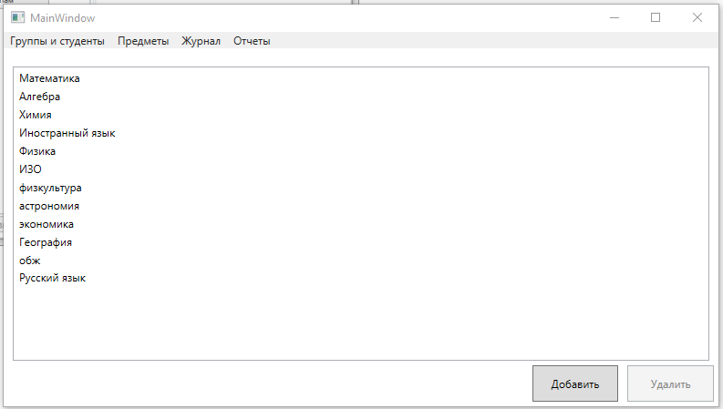 MainWindow
Группы и студенты Предметы Журнал Отчеты
Математика
Алгебра
Химия
Иностранный язык
Физика
ИЗО
физкультура
астрономия
экономика
География
обж
Русский язык
Добавить Удалить